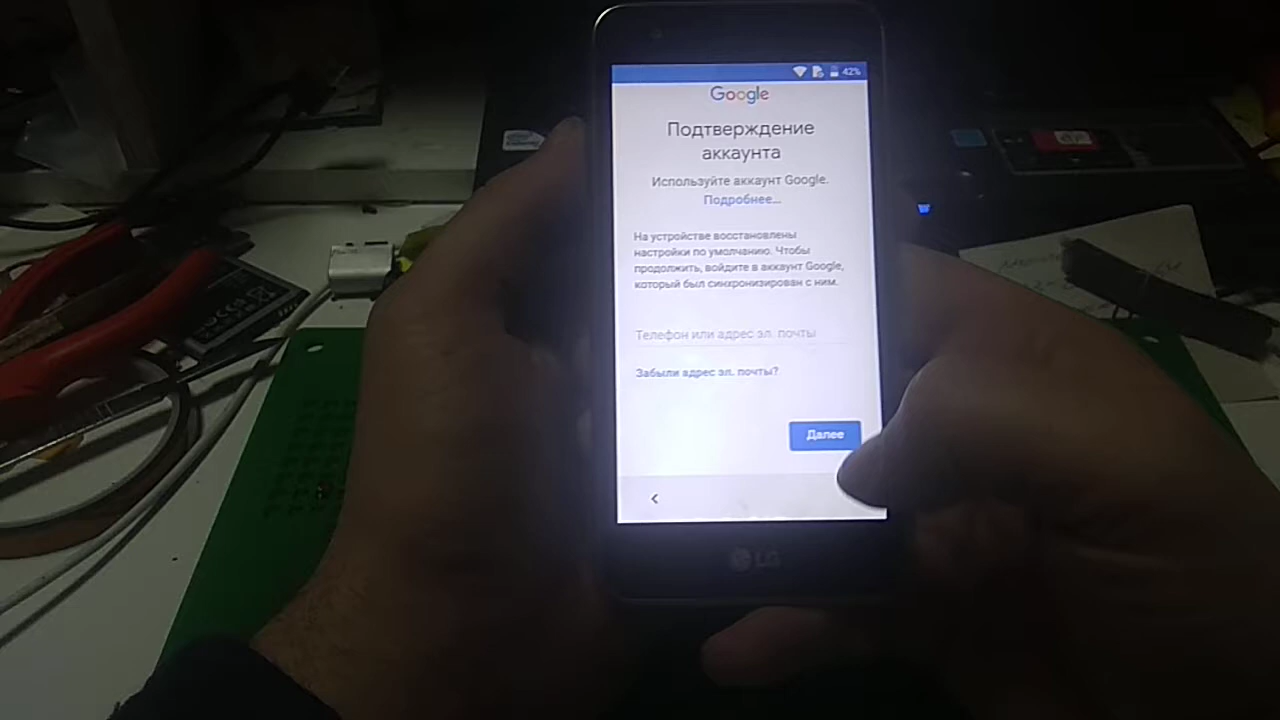 42%
Google
Подтверждение
аккаунта
Используйте аккаунт Google.
Подробнее...
На устройстве восстановлены
настройки по умолчанию. Чтобы
продолжить, войдите в аккаунт Google,
который был синхронизирован с ним.
Телефон или адрес эл. почты
Забыли адрес эл. почты?
Далее
LG